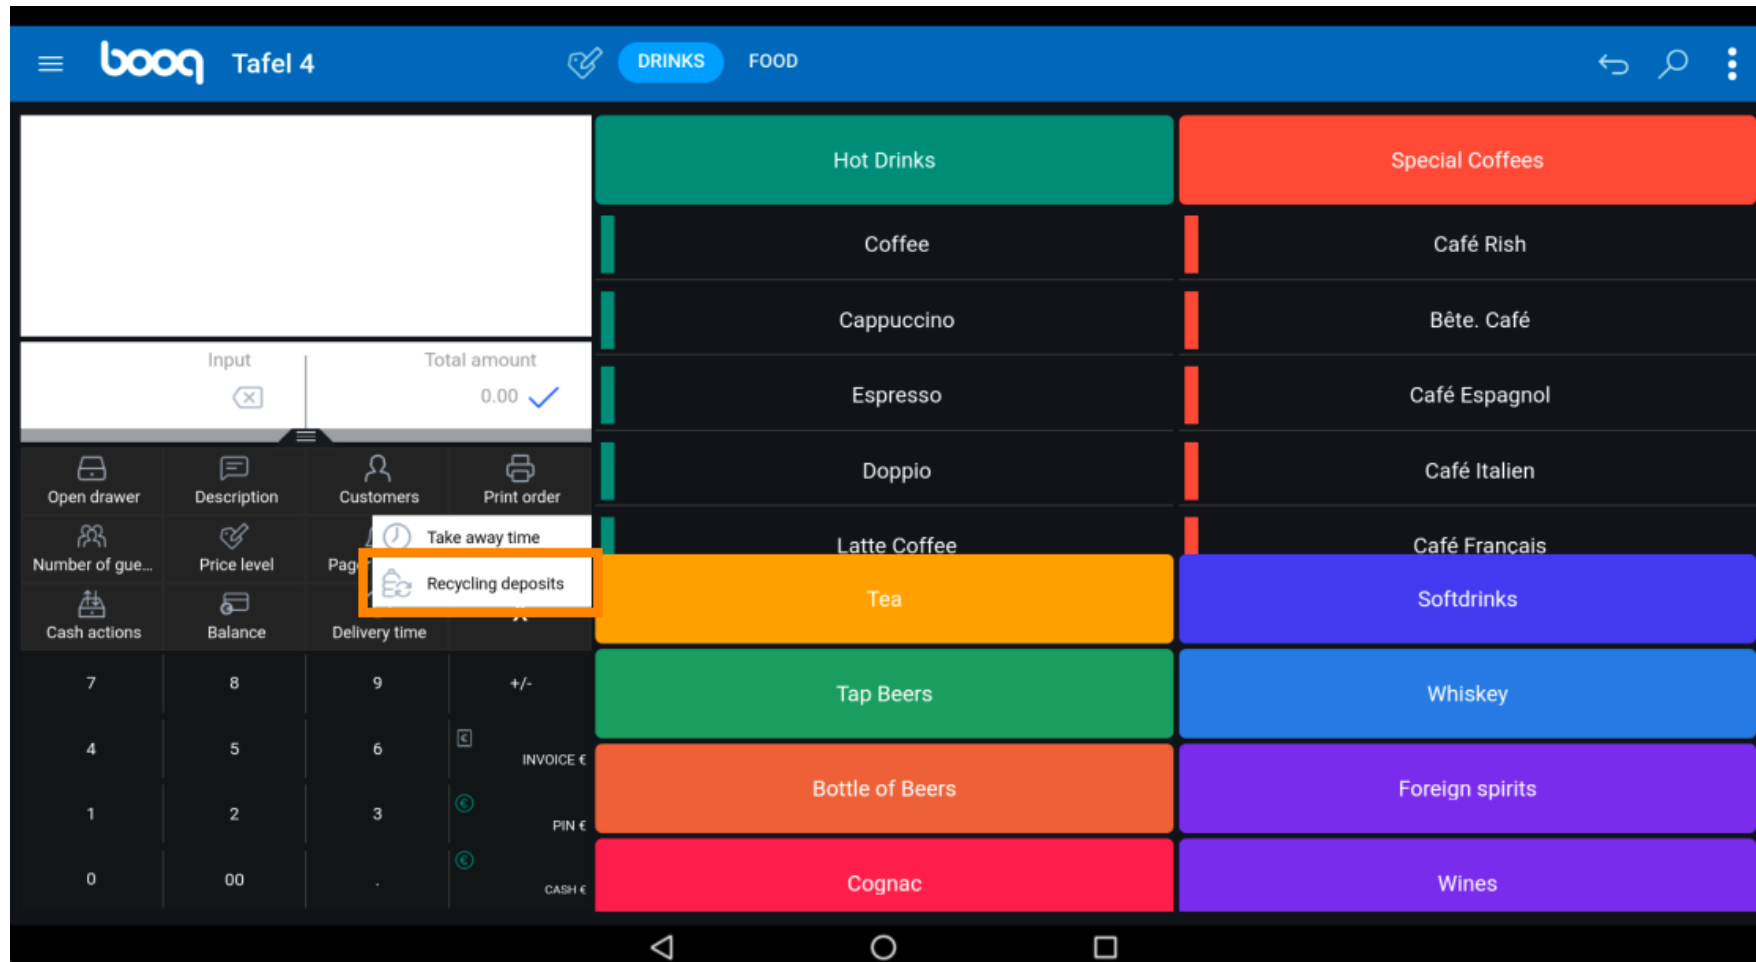 booq Tafel 4 DRINKS FOOD
Input Total amount
0.00
Open drawer Description Customers Print order
Take away time
Number of gue... Price level Page
Recycling deposits
Cash actions Balance Delivery time
7 8 9 +/-
4 5 6 INVOICE €
1 2 3 PIN €
0 00 . CASH €
Hot Drinks Special Coffees
Coffee Café Rish
Cappuccino Bête. Café
Espresso Café Espagnol
Doppio Café Italien
Latte Coffee Café Français
Tea Softdrinks
Tap Beers Whiskey
Bottle of Beers Foreign spirits
Cognac Wines